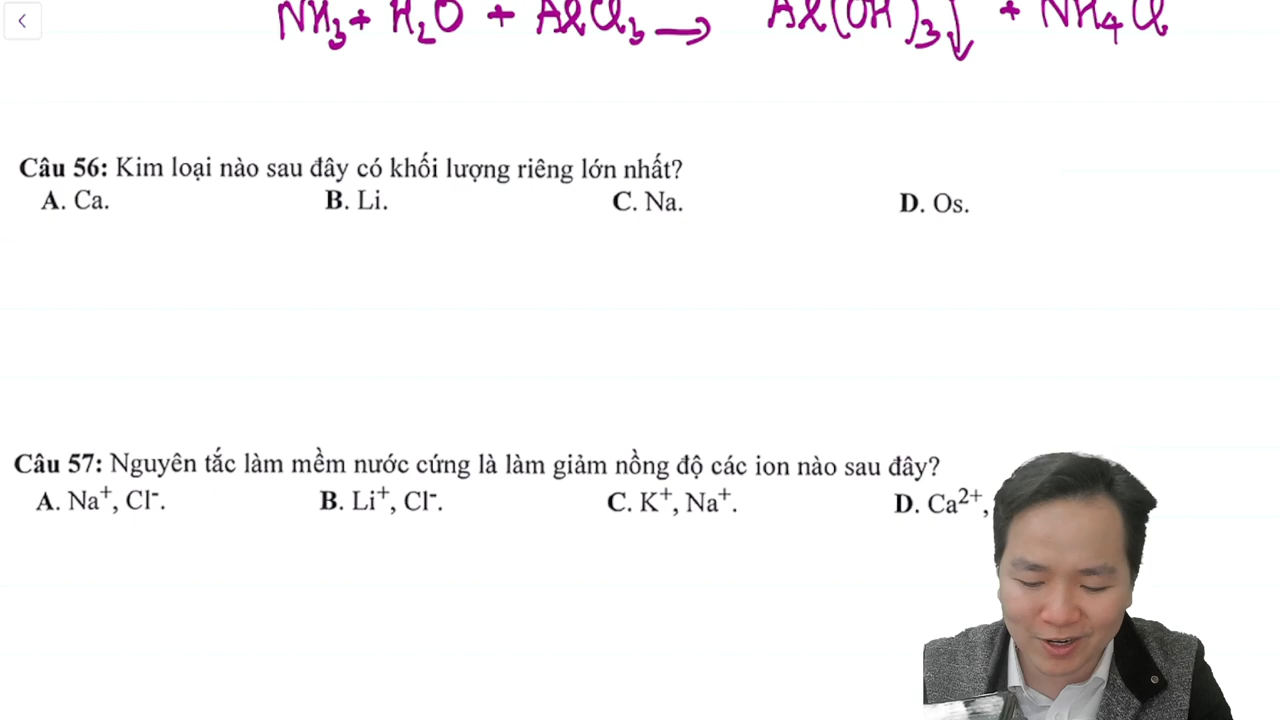 NH₃ + H₂O + AlCl₃ → Al(OH)₃↓ + NH₄Cl
Câu 56: Kim loại nào sau đây có khối lượng riêng lớn nhất?
A. Ca. B. Li. C. Na. D. Os.
Câu 57: Nguyên tắc làm mềm nước cứng là làm giảm nồng độ các ion nào sau đây?
A. Na⁺, Cl⁻. B. Li⁺, Cl⁻. C. K⁺, Na⁺. D. Ca²⁺,